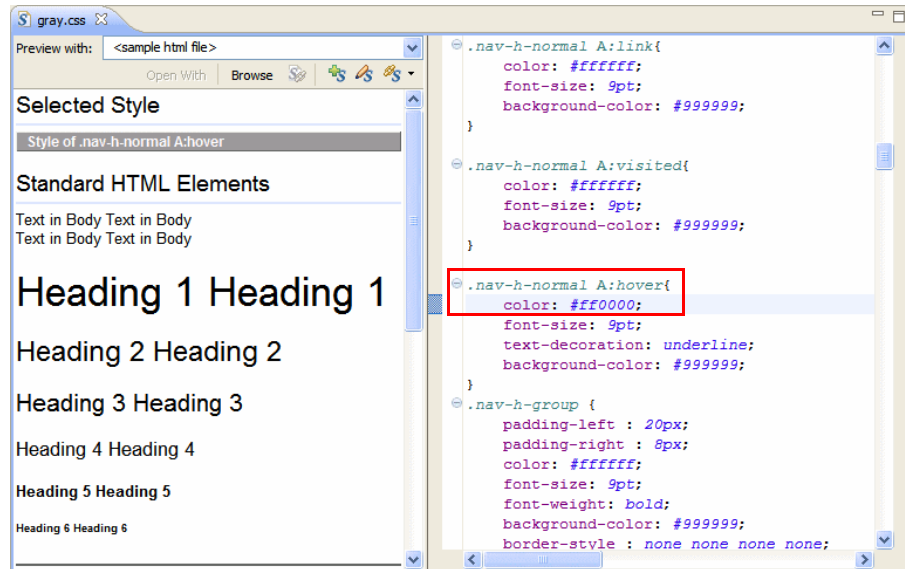 gray.css
Preview with: <sample html file>
Open With Browse
Selected Style
Style of .nav-h-normal A:hover
Standard HTML Elements
Text in Body Text in Body
Text in Body Text in Body
Heading 1 Heading 1
Heading 2 Heading 2
Heading 3 Heading 3
Heading 4 Heading 4
Heading 5 Heading 5
Heading 6 Heading 6
.nav-h-normal A:link{
color: #ffffff;
font-size: 9pt;
background-color: #999999;
}
.nav-h-normal A:visited{
color: #ffffff;
font-size: 9pt;
background-color: #999999;
}
.nav-h-normal A:hover{
color: #ff0000;
font-size: 9pt;
text-decoration: underline;
background-color: #999999;
}
.nav-h-group {
padding-left : 20px;
padding-right : 8px;
color: #ffffff;
font-size: 9pt;
font-weight: bold;
background-color: #999999;
border-style : none none none none;